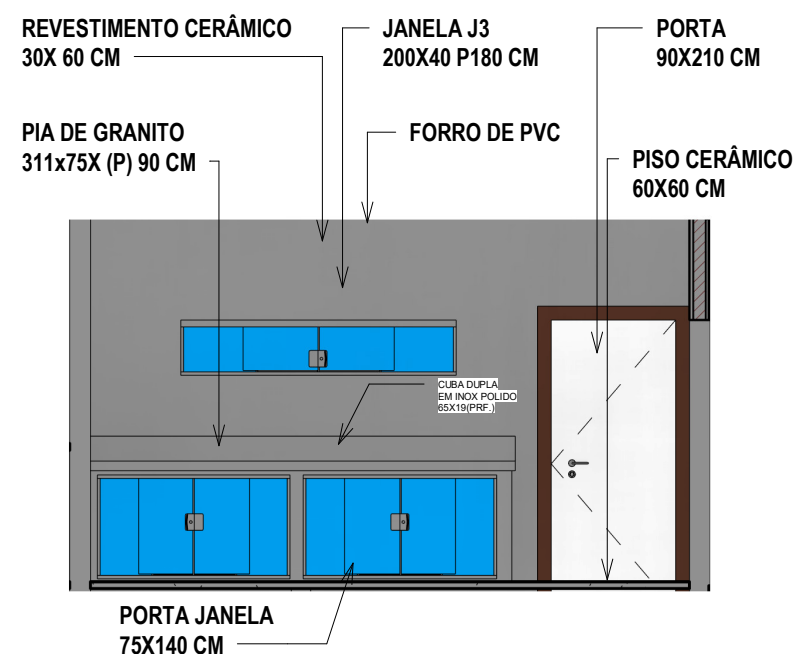 REVESTIMENTO CERÂMICO
30X 60 CM
JANELA J3
200X40 P180 CM
PORTA
90X210 CM
PIA DE GRANITO
311x75X (P) 90 CM
FORRO DE PVC
PISO CERÂMICO
60X60 CM
CUBA DUPLA
EM INOX POLIDO
65X19(PRF.)
PORTA JANELA
75X140 CM